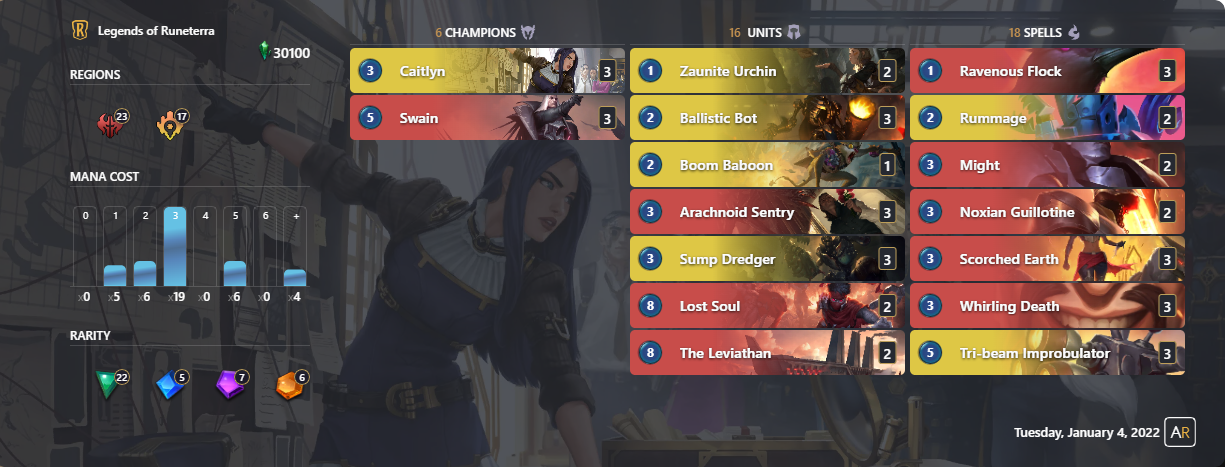 Legends of Runeterra
30100
REGIONS
23
17
MANA COST
0 1 2 3 4 5 6 +
x0 x5 x6 x19 x0 x6 x0 x4
RARITY
22 5 7 6
6 CHAMPIONS
3 Caitlyn 3
5 Swain 3
16 UNITS
1 Zaunite Urchin 2
2 Ballistic Bot 3
2 Boom Baboon 1
3 Arachnoid Sentry 3
3 Sump Dredger 3
8 Lost Soul 2
8 The Leviathan 2
18 SPELLS
1 Ravenous Flock 3
2 Rummage 2
3 Might 2
3 Noxian Guillotine 2
3 Scorched Earth 3
3 Whirling Death 3
5 Tri-beam Improbulator 3
Tuesday, January 4, 2022 AR